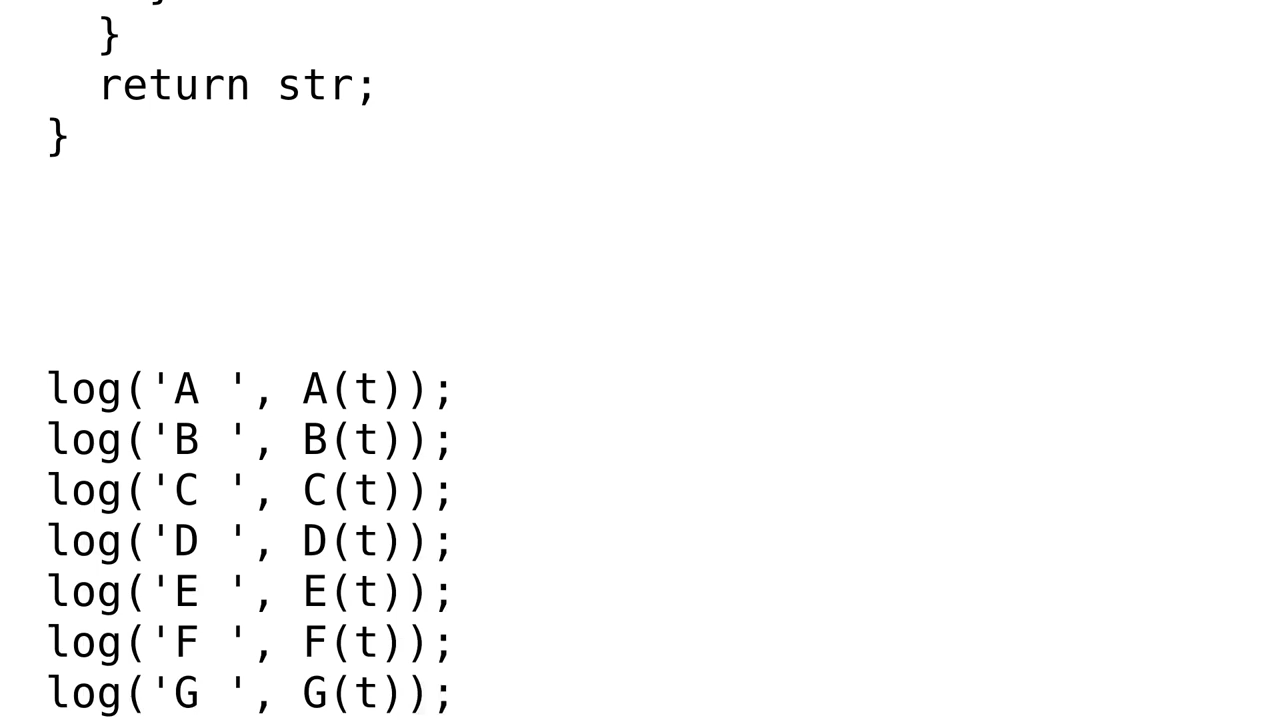 }
return str;
}
log('A ', A(t));
log('B ', B(t));
log('C ', C(t));
log('D ', D(t));
log('E ', E(t));
log('F ', F(t));
log('G ', G(t));